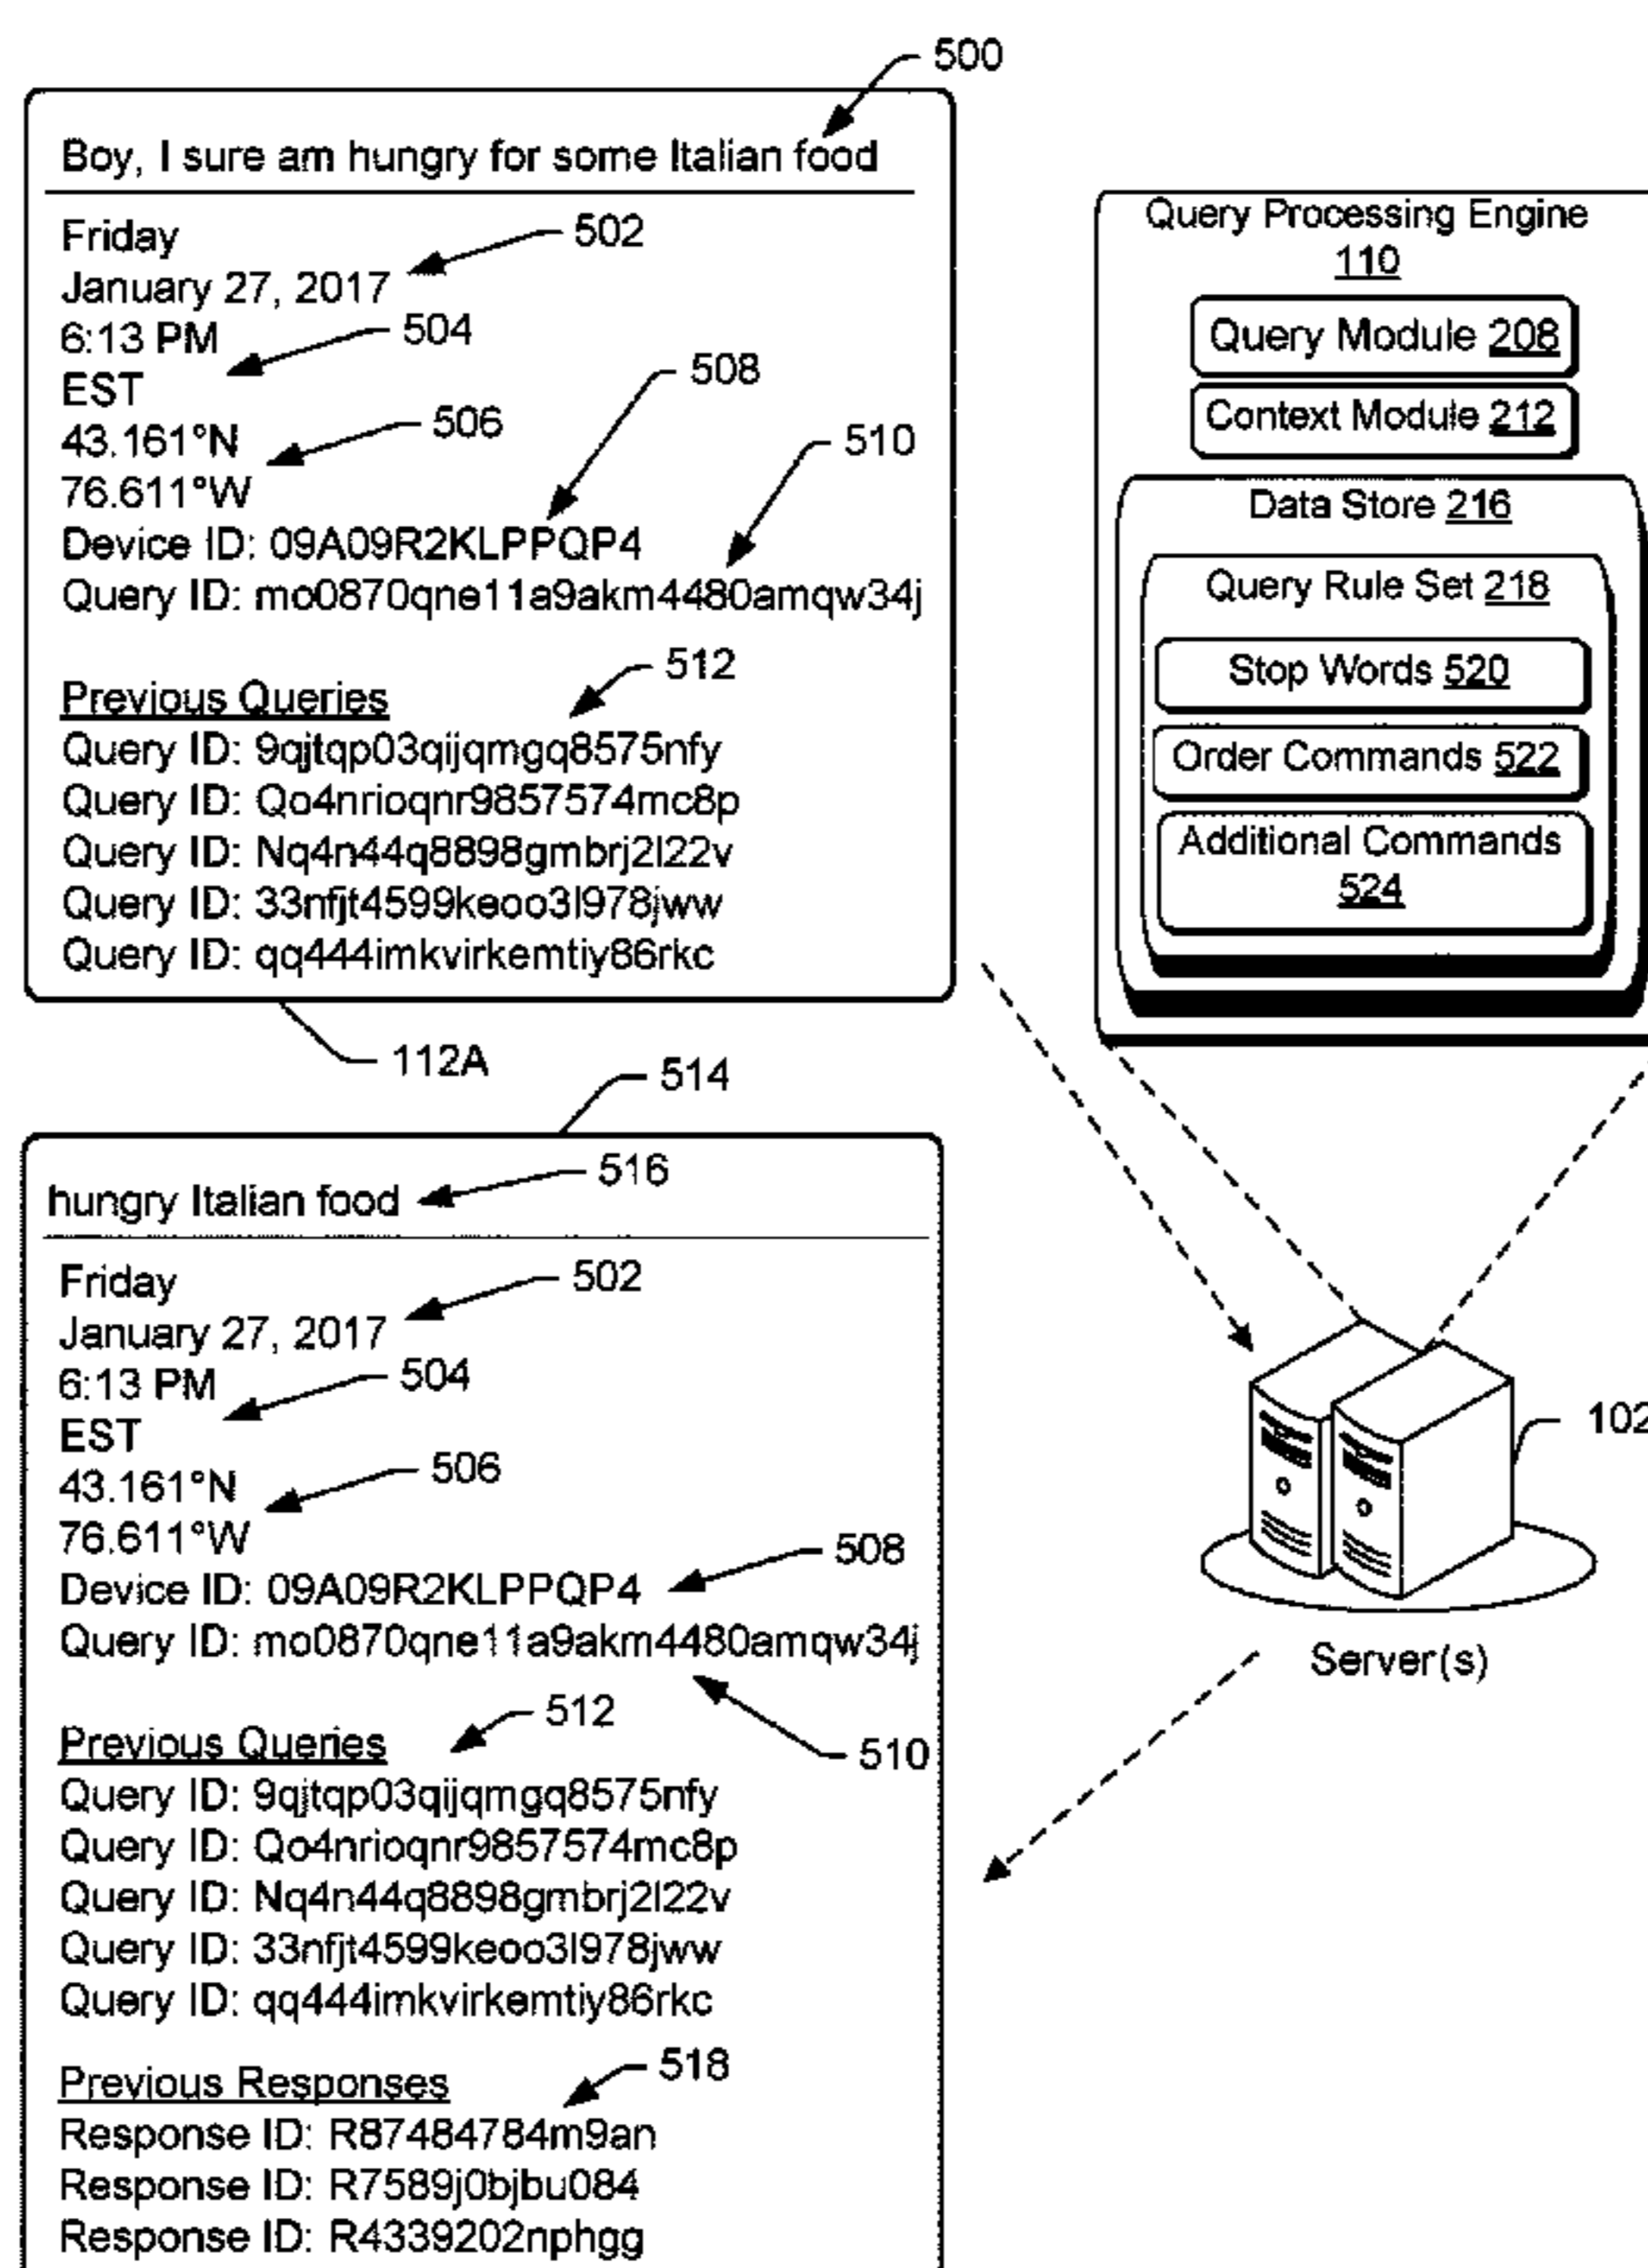 500
Boy, I sure am hungry for some Italian food
Friday
502
January 27, 2017
6:13 PM
504
EST
508
43.161°N
506
510
76.611°W
Device ID: 09A09R2KLPPQP4
Query ID: mo0870qne11a9akm4480amqw34j
512
Previous Queries
Query ID: 9qjtqp03qijqmgq8575nfy
Query ID: Qo4nrioqnr9857574mc8p
Query ID: Nq4n44q8898gmbrj2l22v
Query ID: 33nfjt4599keoo3l978jww
Query ID: qq444imkvirkemtiy86rkc
112A
Query Processing Engine
110
Query Module 208
Context Module 212
Data Store 216
Query Rule Set 218
Stop Words 520
Order Commands 522
Additional Commands
524
514
516
hungry Italian food
Friday
502
January 27, 2017
6:13 PM
504
EST
43.161°N
506
76.611°W
508
Device ID: 09A09R2KLPPQP4
Query ID: mo0870qne11a9akm4480amqw34j
512
Previous Queries
510
Query ID: 9qjtqp03qijqmgq8575nfy
Query ID: Qo4nrioqnr9857574mc8p
Query ID: Nq4n44q8898gmbrj2l22v
Query ID: 33nfjt4599keoo3l978jww
Query ID: qq444imkvirkemtiy86rkc
518
Previous Responses
Response ID: R87484784m9an
Response ID: R7589j0bjbu084
Response ID: R4339202nphgg
102
Server(s)